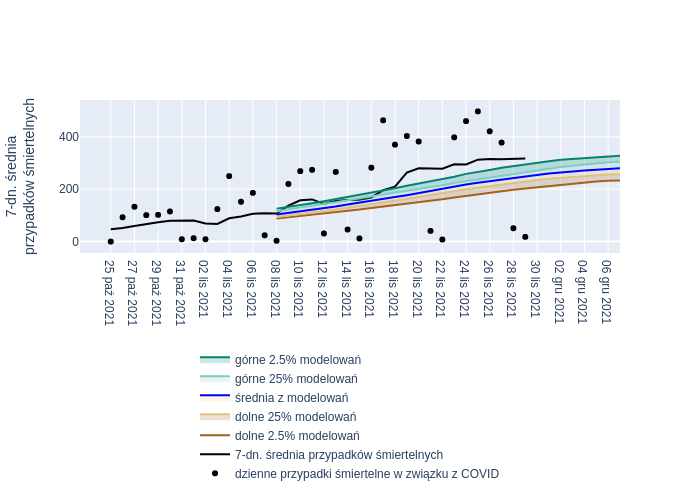 7-dn. średnia
przypadków śmiertelnych
400
200
0
25 paź 2021
27 paź 2021
29 paź 2021
31 paź 2021
02 lis 2021
04 lis 2021
06 lis 2021
08 lis 2021
10 lis 2021
12 lis 2021
14 lis 2021
16 lis 2021
18 lis 2021
20 lis 2021
22 lis 2021
24 lis 2021
26 lis 2021
28 lis 2021
30 lis 2021
02 gru 2021
04 gru 2021
06 gru 2021
górne 2.5% modelowań
górne 25% modelowań
średnia z modelowań
dolne 25% modelowań
dolne 2.5% modelowań
7-dn. średnia przypadków śmiertelnych
dzienne przypadki śmiertelne w związku z COVID